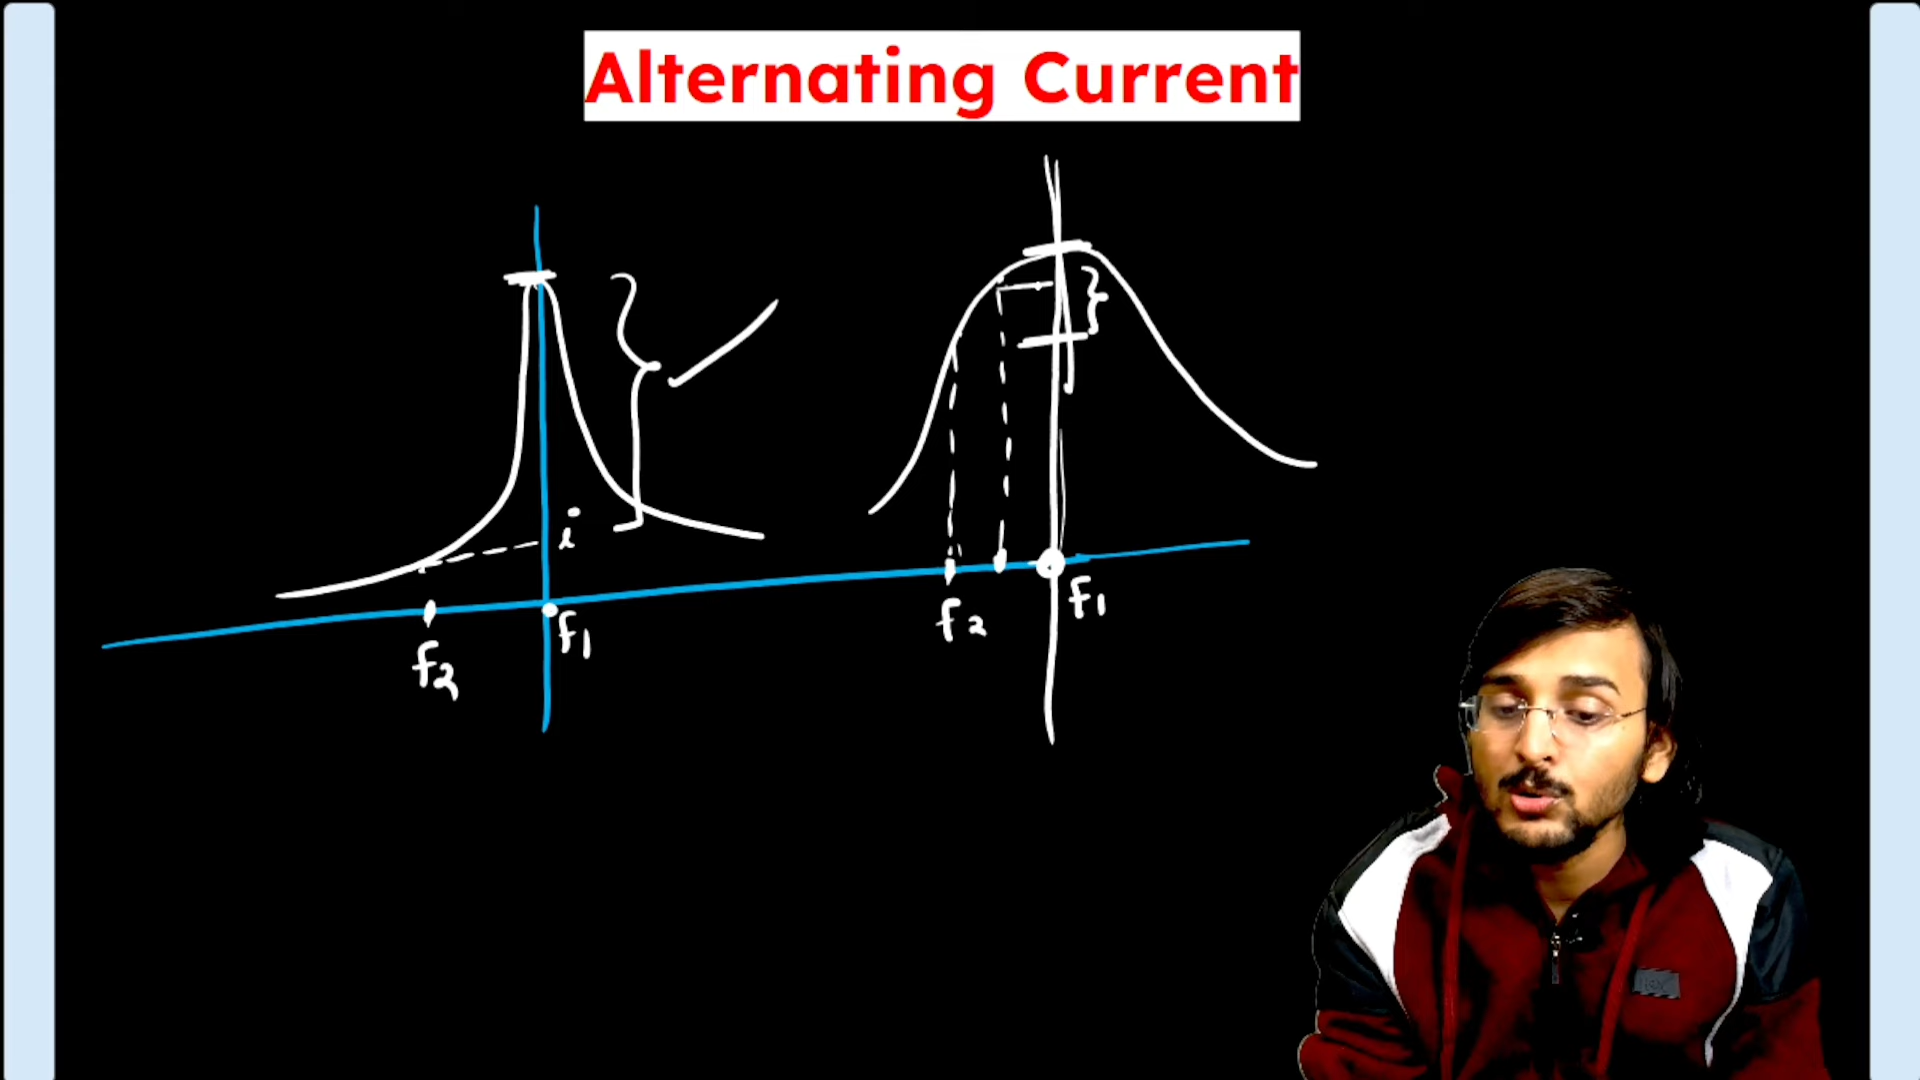 Alternating Current
i
f2
f1
f2
f1